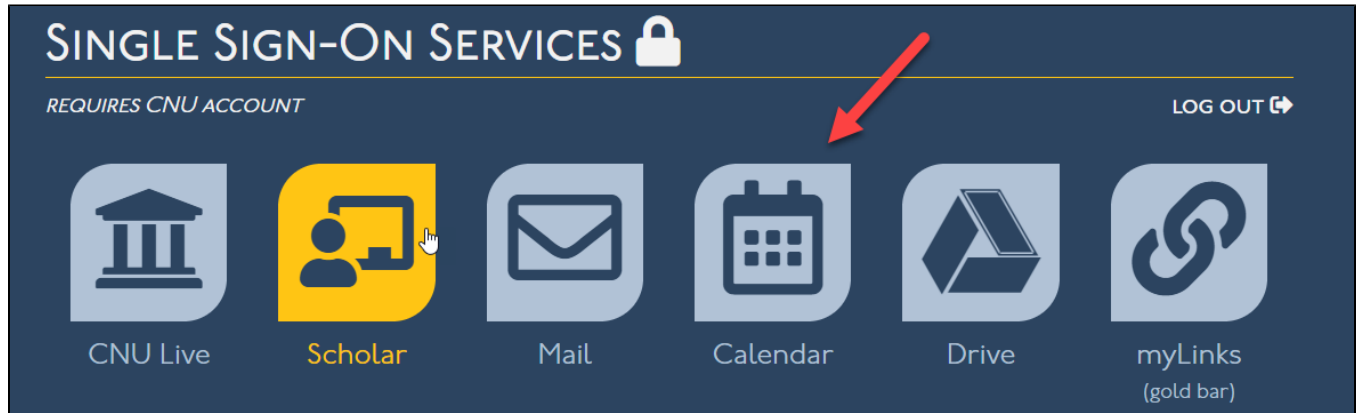 SINGLE SIGN-ON SERVICES
REQUIRES CNU ACCOUNT
LOG OUT
CNU Live
Scholar
Mail
Calendar
Drive
myLinks
(gold bar)